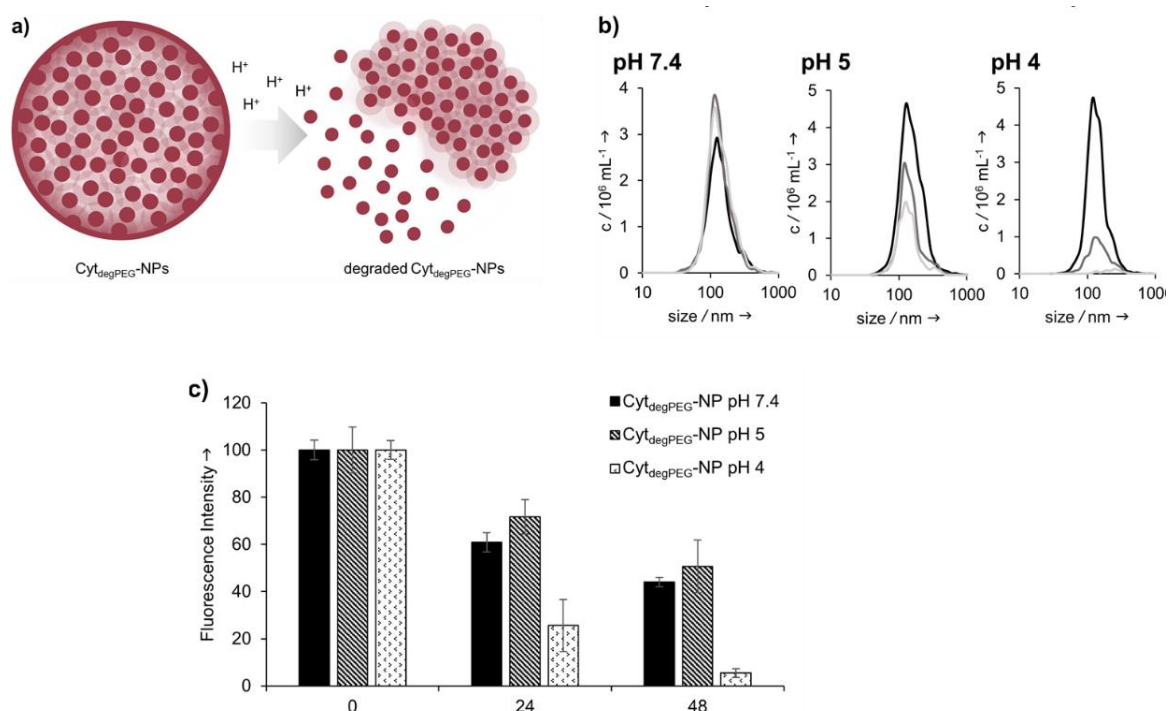 a)
H⁺
H⁺
H⁺
H⁺
Cyt_degPEG-NPs
degraded Cyt_degPEG-NPs
b)
pH 7.4
pH 5
pH 4
4
3
2
1
0
c / 10⁶ mL⁻¹ →
10 100 1000
size / nm →
5
4
3
2
1
0
c / 10⁶ mL⁻¹ →
10 100 1000
size / nm →
5
4
3
2
1
0
c / 10⁶ mL⁻¹ →
10 100 1000
size / nm →
c)
120
100
80
60
40
20
0
Fluorescence Intensity →
Cyt_degPEG-NP pH 7.4
Cyt_degPEG-NP pH 5
Cyt_degPEG-NP pH 4
0 24 48